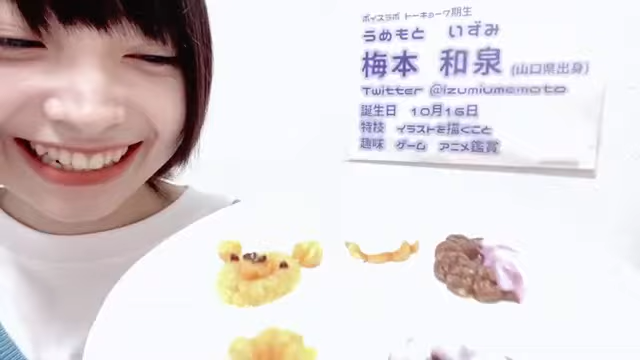 ボイスラボ トーキョーワ期生
うめもと いずみ
梅本 和泉 (山口県出身)
Twitter @izumiumemoto
誕生日 10月16日
特技 イラストを描くこと
趣味 ゲーム アニメ鑑賞